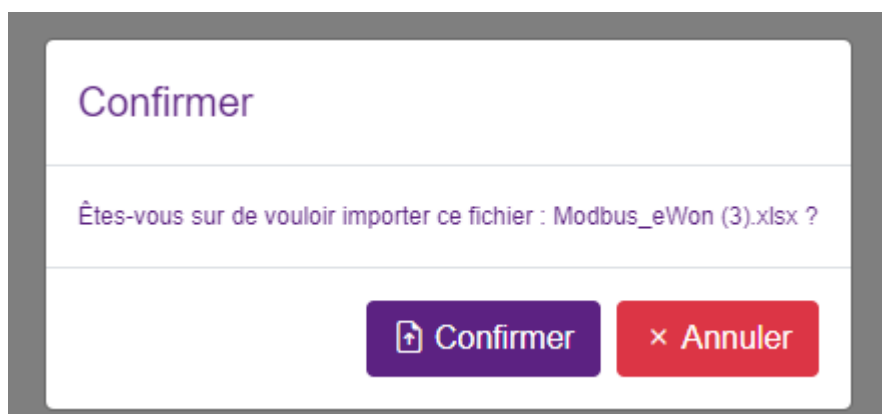 Confirmer
Êtes-vous sur de vouloir importer ce fichier : Modbus_eWon (3).xlsx ?
Confirmer
× Annuler